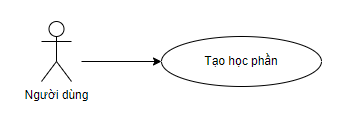 Tạo học phần
Người dùng